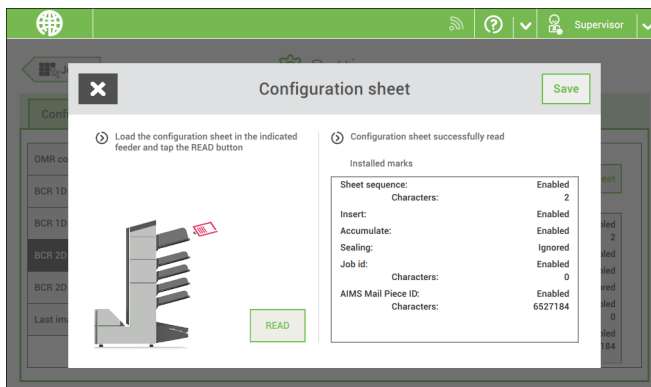 Supervisor
Configuration sheet
Save
Load the configuration sheet in the indicated
feeder and tap the READ button
READ
Configuration sheet successfully read
Installed marks
Sheet sequence: Enabled
Characters: 2
Insert: Enabled
Accumulate: Enabled
Sealing: Ignored
Job id: Enabled
Characters: 0
AIMS Mail Piece ID: Enabled
Characters: 6527184
OMR
BCR 1D
BCR 1D
BCR 2D
BCR 2D
Last
2
0
184